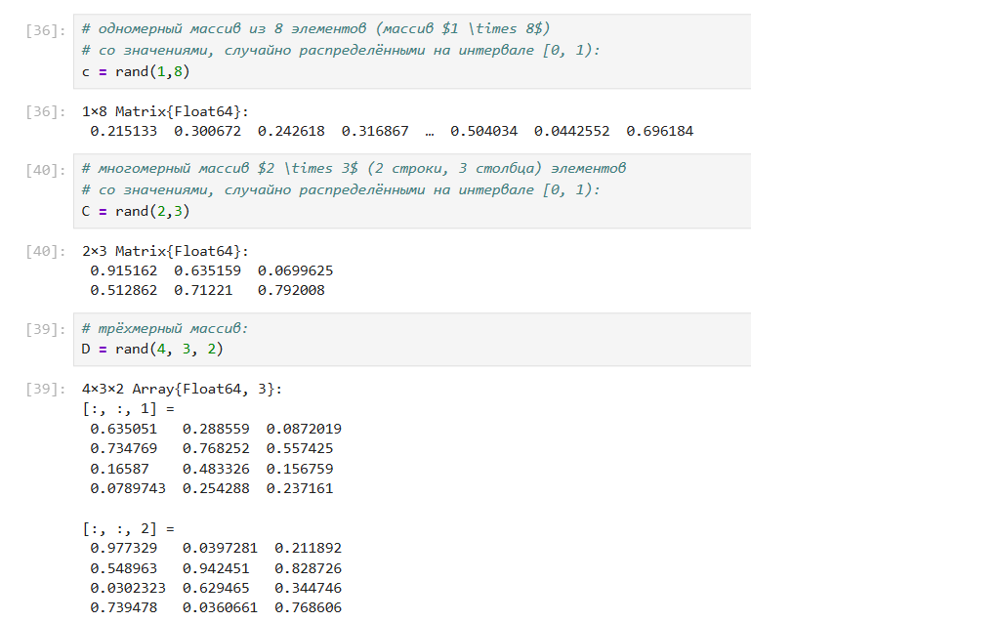 [36]: # одномерный массив из 8 элементов (массив $1 \times 8$)
# со значениями, случайно распределёнными на интервале [0, 1):
c = rand(1,8)
[36]: 1×8 Matrix{Float64}:
0.215133 0.300672 0.242618 0.316867 … 0.504034 0.0442552 0.696184
[40]: # многомерный массив $2 \times 3$ (2 строки, 3 столбца) элементов
# со значениями, случайно распределёнными на интервале [0, 1):
C = rand(2,3)
[40]: 2×3 Matrix{Float64}:
0.915162 0.635159 0.0699625
0.512862 0.71221 0.792008
[39]: # трёхмерный массив:
D = rand(4, 3, 2)
[39]: 4×3×2 Array{Float64, 3}:
[:, :, 1] =
0.635051 0.288559 0.0872019
0.734769 0.768252 0.557425
0.16587 0.483326 0.156759
0.0789743 0.254288 0.237161
[:, :, 2] =
0.977329 0.0397281 0.211892
0.548963 0.942451 0.828726
0.0302323 0.629465 0.344746
0.739478 0.0360661 0.768606